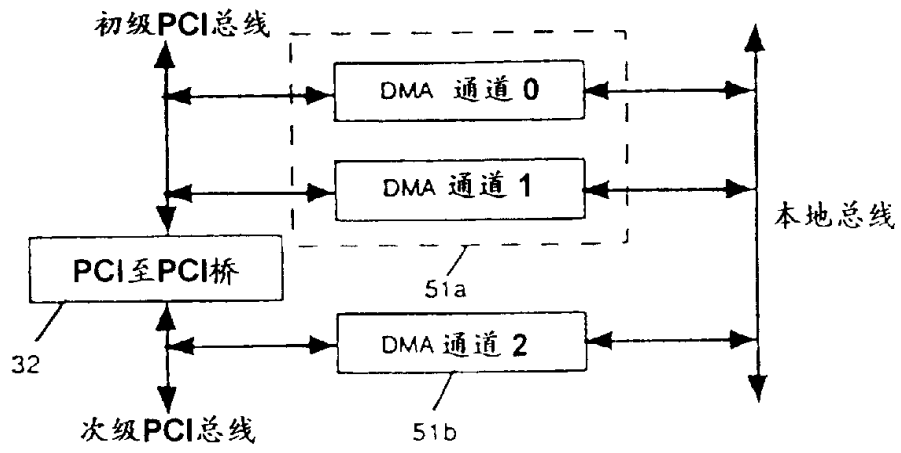 初级PCI总线
DMA 通道 0
DMA 通道 1
本地总线
PCI至PCI桥
51a
32
DMA 通道 2
次级PCI总线
51b